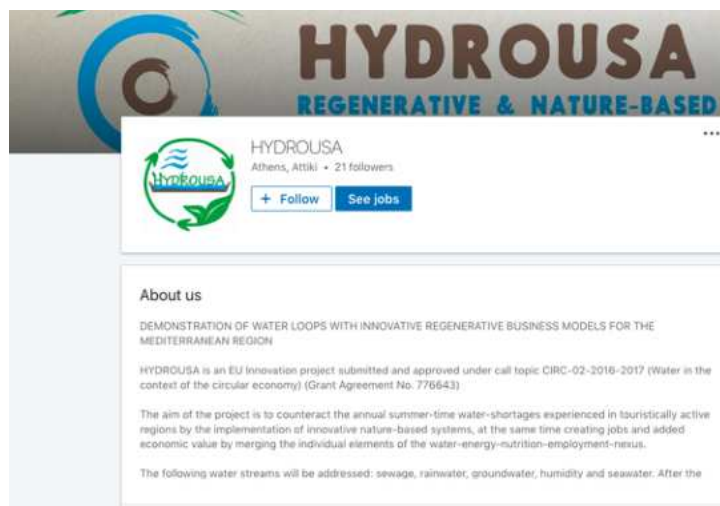 HYDROUSA
REGENERATIVE & NATURE-BASED
HYDROUSA
HYDROUSA
Athens, Attiki • 21 followers
+ Follow
See jobs
About us
DEMONSTRATION OF WATER LOOPS WITH INNOVATIVE REGENERATIVE BUSINESS MODELS FOR THE
MEDITERRANEAN REGION
HYDROUSA is an EU Innovation project submitted and approved under call topic CIRC-02-2016-2017 (Water in the
context of the circular economy) (Grant Agreement No. 776643)
The aim of the project is to counteract the annual summer-time water-shortages experienced in touristically active
regions by the implementation of innovative nature-based systems, at the same time creating jobs and added
economic value by merging the individual elements of the water-energy-nutrition-employment-nexus.
The following water streams will be addressed: sewage, rainwater, groundwater, humidity and seawater. After the